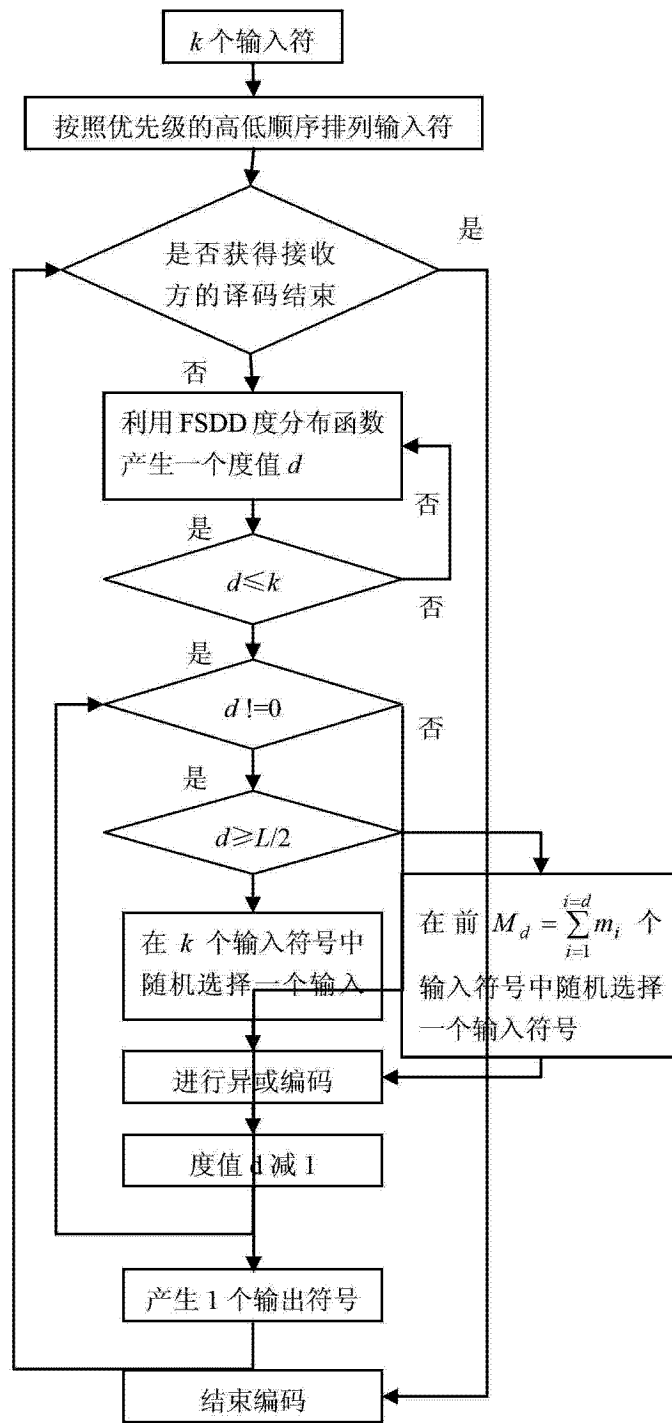 k 个输入符
按照优先级的高低顺序排列输入符
是
是否获得接收
方的译码结束
否
利用 FSDD 度分布函数
产生一个度值 d
否
是
d≤k
否
是
d !=0
否
是
d≥L/2
在 k 个输入符号中
随机选择一个输入
在 前 M_d = \sum_{i=1}^{i=d} m_i 个
输入符号中随机选择
一个输入符号
进行异或编码
度值 d 减 1
产生 1 个输出符号
结束编码